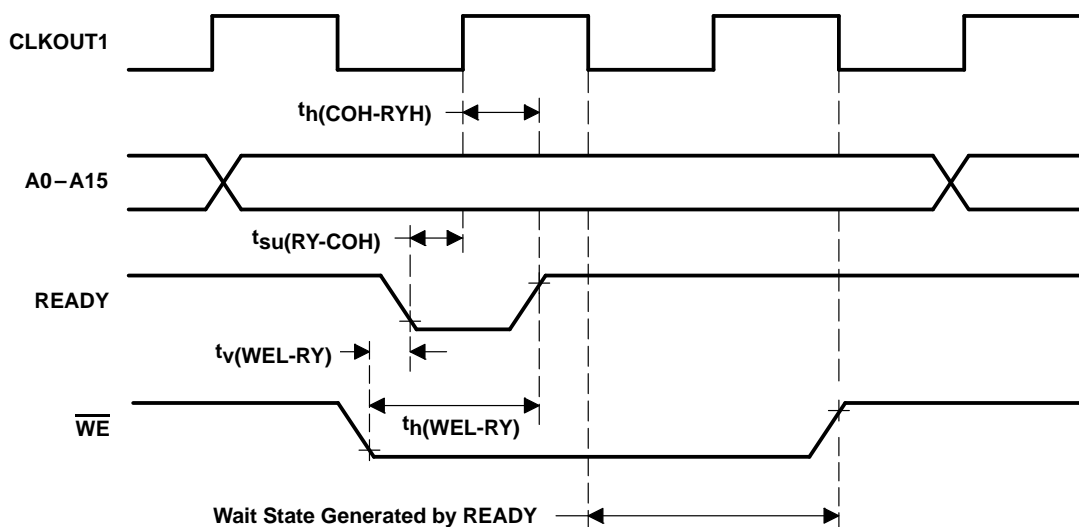 CLKOUT1
th(COH-RYH)
A0–A15
tsu(RY-COH)
READY
tv(WEL-RY)
WE
th(WEL-RY)
Wait State Generated by READY